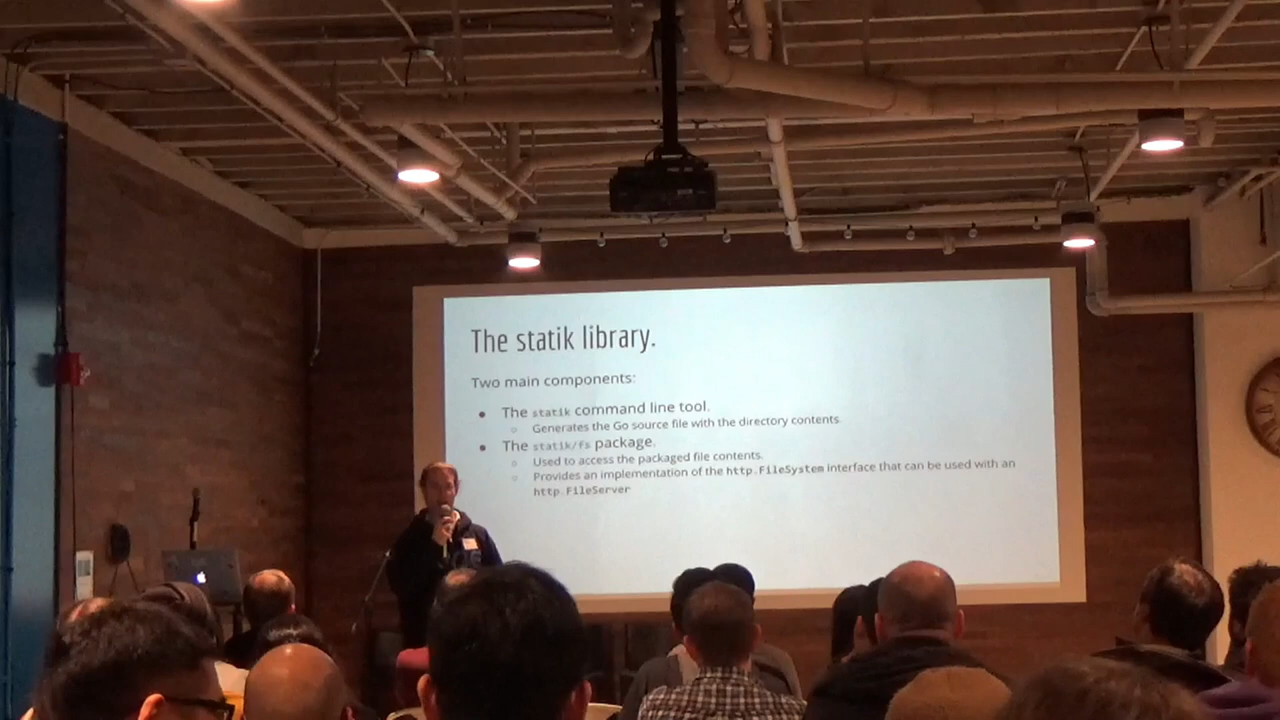 The statik library.
Two main components:
● The statik command line tool.
○ Generates the Go source file with the directory contents.
● The statik/fs package.
○ Used to access the packaged file contents.
○ Provides an implementation of the http.FileSystem interface that can be used with an
http.FileServer